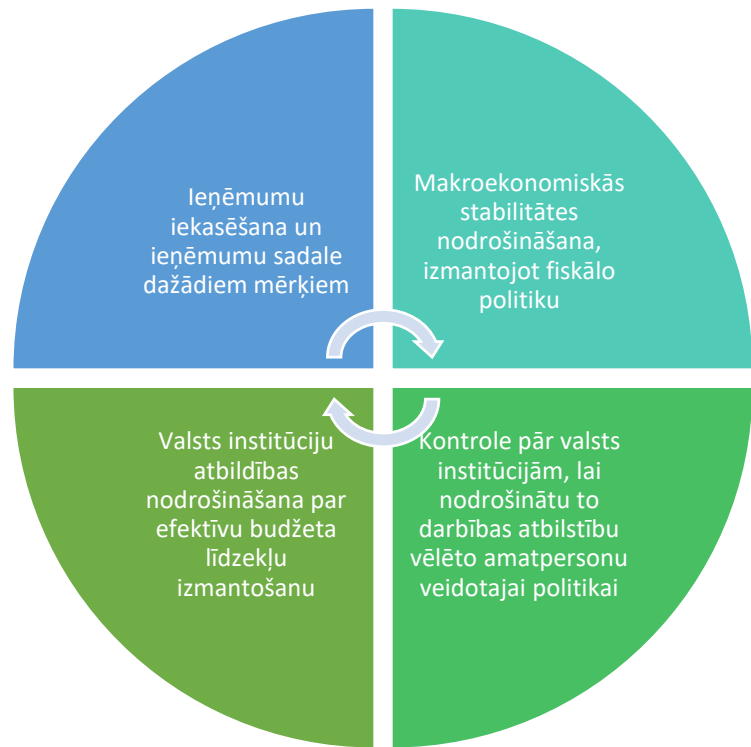 Ieņēmumu
iekasēšana un
ieņēmumu sadale
dažādiem mērķiem
Makroekonomiskās
stabilitātes
nodrošināšana,
izmantojot fiskālo
politiku
Valsts institūciju
atbildības
nodrošināšana par
efektīvu budžeta
līdzekļu
izmantošanu
Kontrole pār valsts
institūcijām, lai
nodrošinātu to
darbības atbilstību
vēlēto amatpersonu
veidotajai politikai